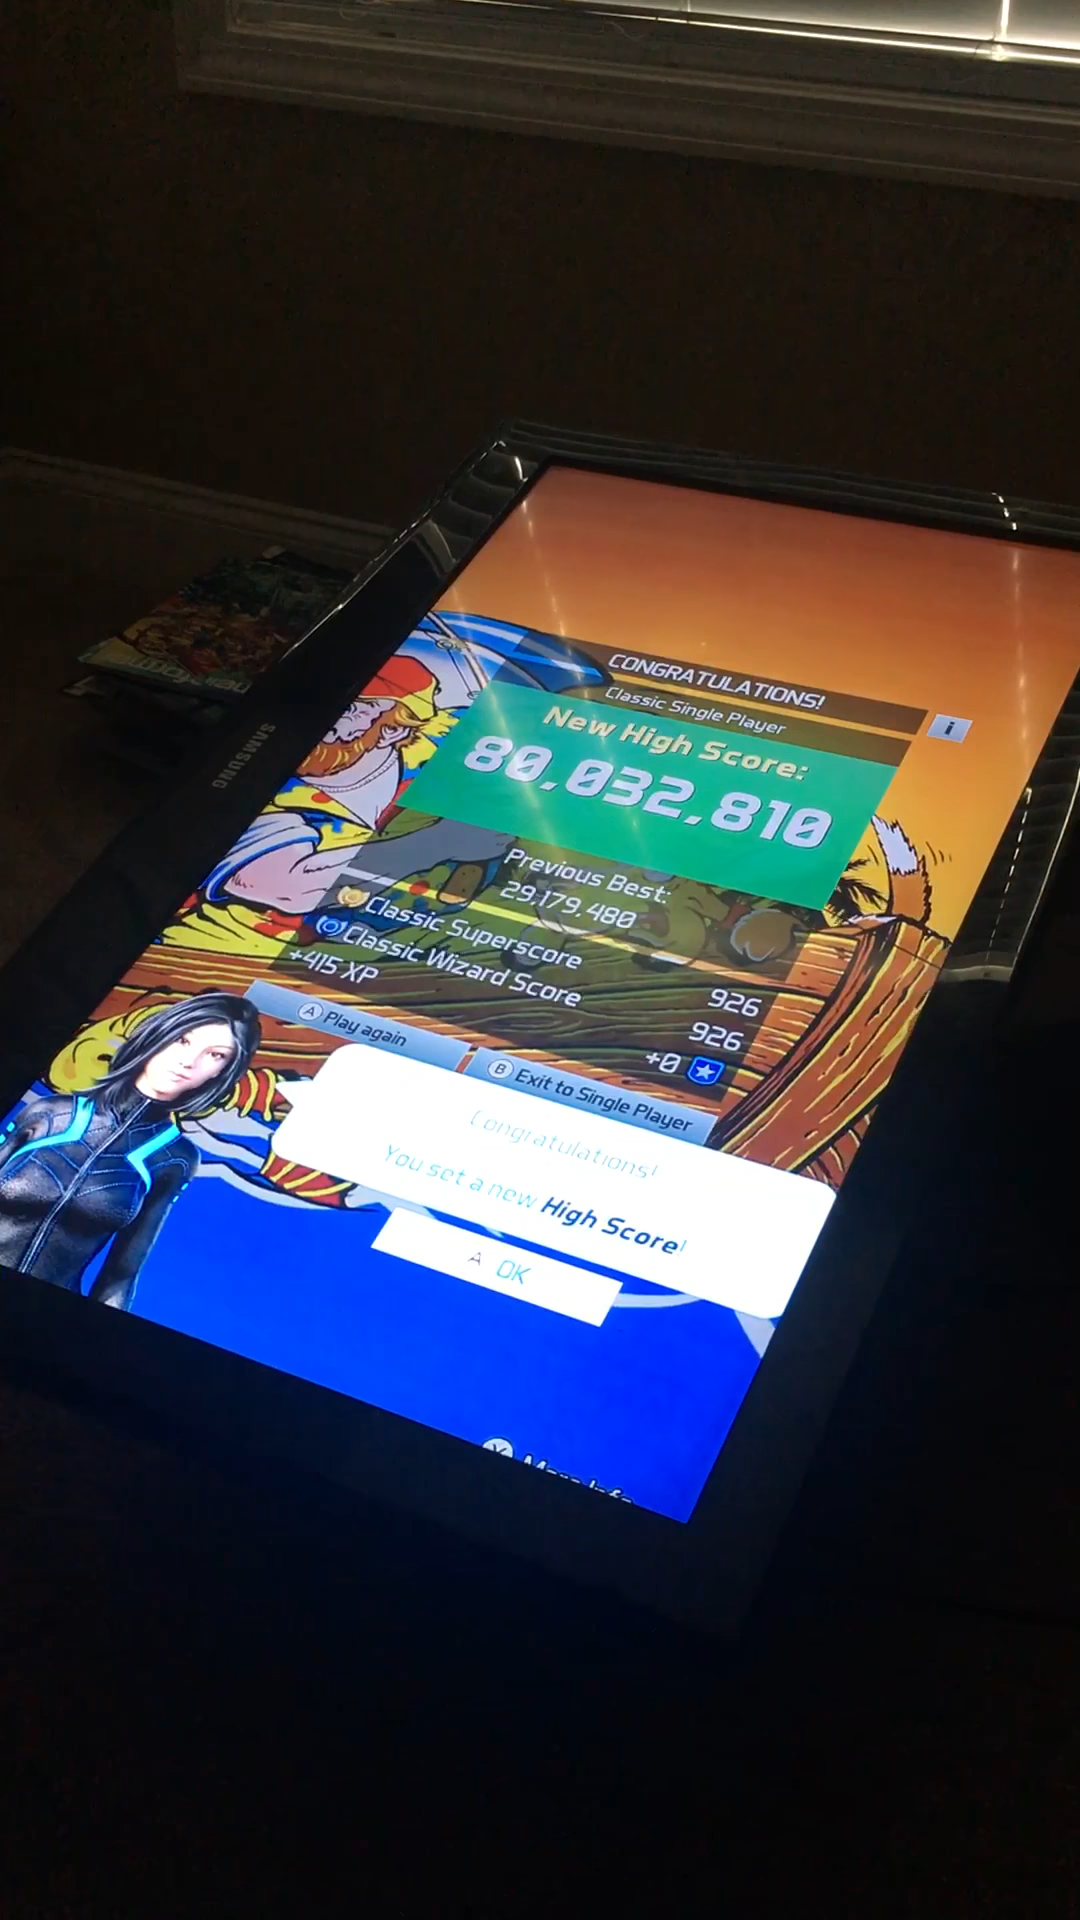 SAMSUNG
CONGRATULATIONS!
Classic Single Player
i
New High Score:
80,032,810
Previous Best:
29,179,480
Classic Superscore 926
Classic Wizard Score 926
+415 XP +0
A Play again
B Exit to Single Player
Congratulations!
You set a new High Score!
A OK
X More Info